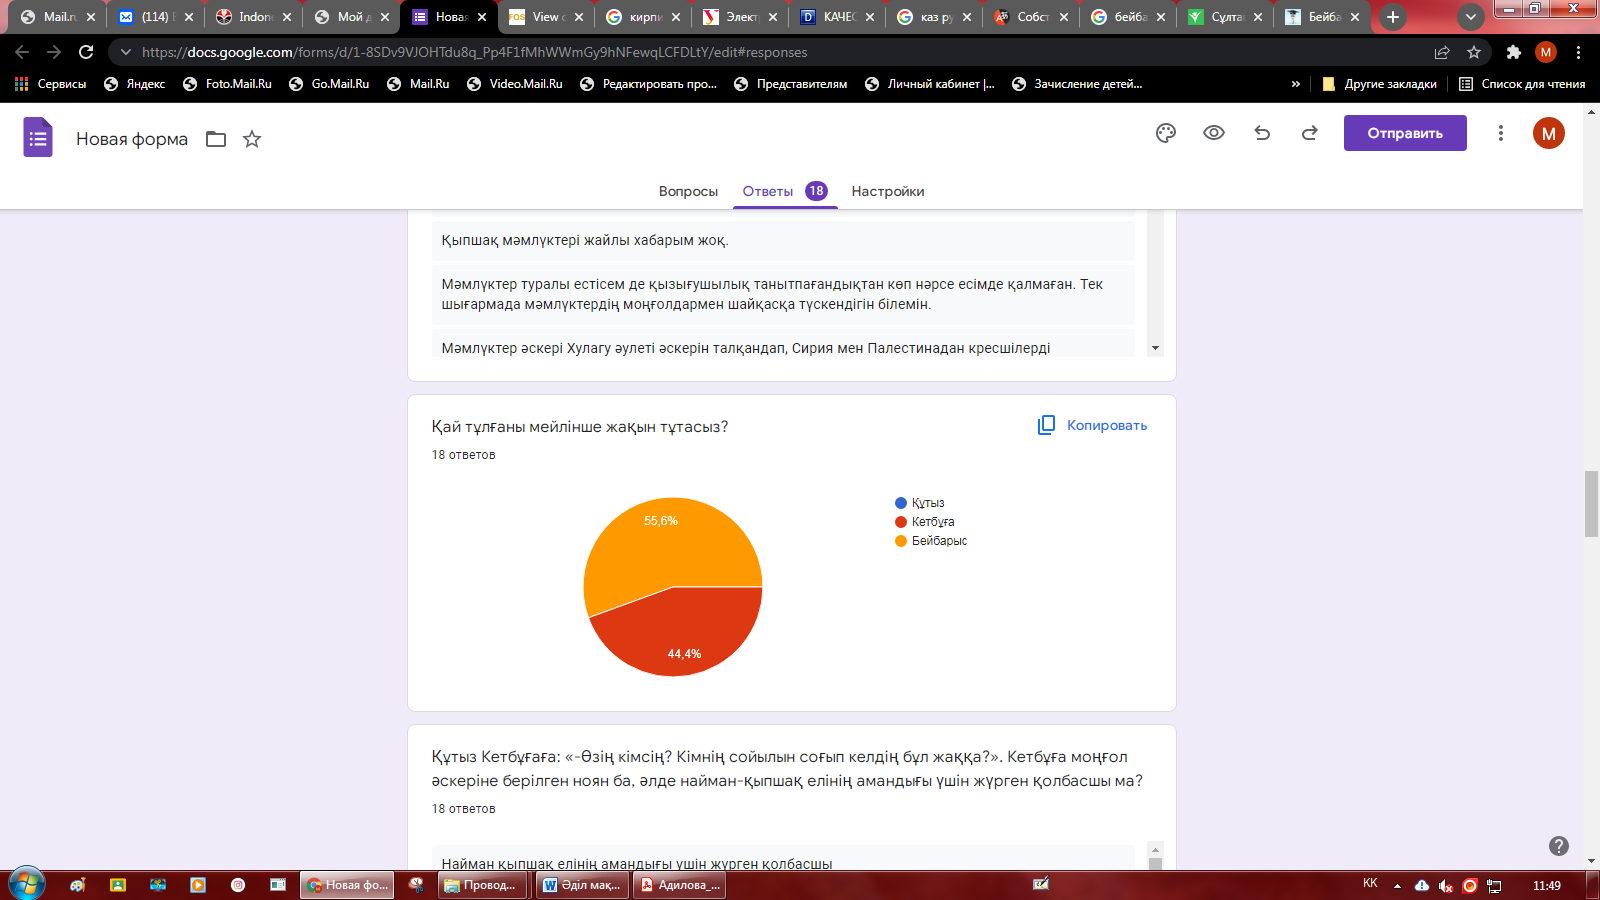 Mail.ru
(114)
Indone
Мой д
Новая
View c
кирпи
Элект
КАЧЕС
каз ру
Собст
бейба
Сұлта
Бейба
https://docs.google.com/forms/d/1-8SDv9VJOHTdu8q_Pp4F1fMhWWmGy9hNFewqLCFDLtY/edit#responses
M
Сервисы
Яндекс
Foto.Mail.Ru
Go.Mail.Ru
Mail.Ru
Video.Mail.Ru
Редактировать про...
Представителям
Личный кабинет |...
Зачисление детей...
»
Другие закладки
Список для чтения
Новая форма
Отправить
M
Вопросы
Ответы 18
Настройки
Қыпшақ мәмлүктері жайлы хабарым жоқ.
Мәмлүктер туралы естісем де қызығушылық танытпағандықтан көп нәрсе есімде қалмаған. Тек
шығармада мәмлүктердің моңғолдармен шайқасқа түскендігін білемін.
Мәмлүктер әскері Хулагу әулеті әскерін талқандап, Сирия мен Палестинадан кресшілерді
Қай тұлғаны мейлінше жақын тұтасыз?
Копировать
18 ответов
55,6%
44,4%
Құтыз
Кетбұға
Бейбарыс
Құтыз Кетбұғаға: «-Өзің кімсің? Кімнің сойылын соғып келдің бұл жаққа?». Кетбұға моңғол
әскеріне берілген ноян ба, әлде найман-қыпшақ елінің амандығы үшін жүрген қолбасшы ма?
18 ответов
Найман қыпшақ елінің амандығы үшін жүрген қолбасшы
Новая фо...
Провод...
Әділ мақ...
Адилова_...
KK
11:49